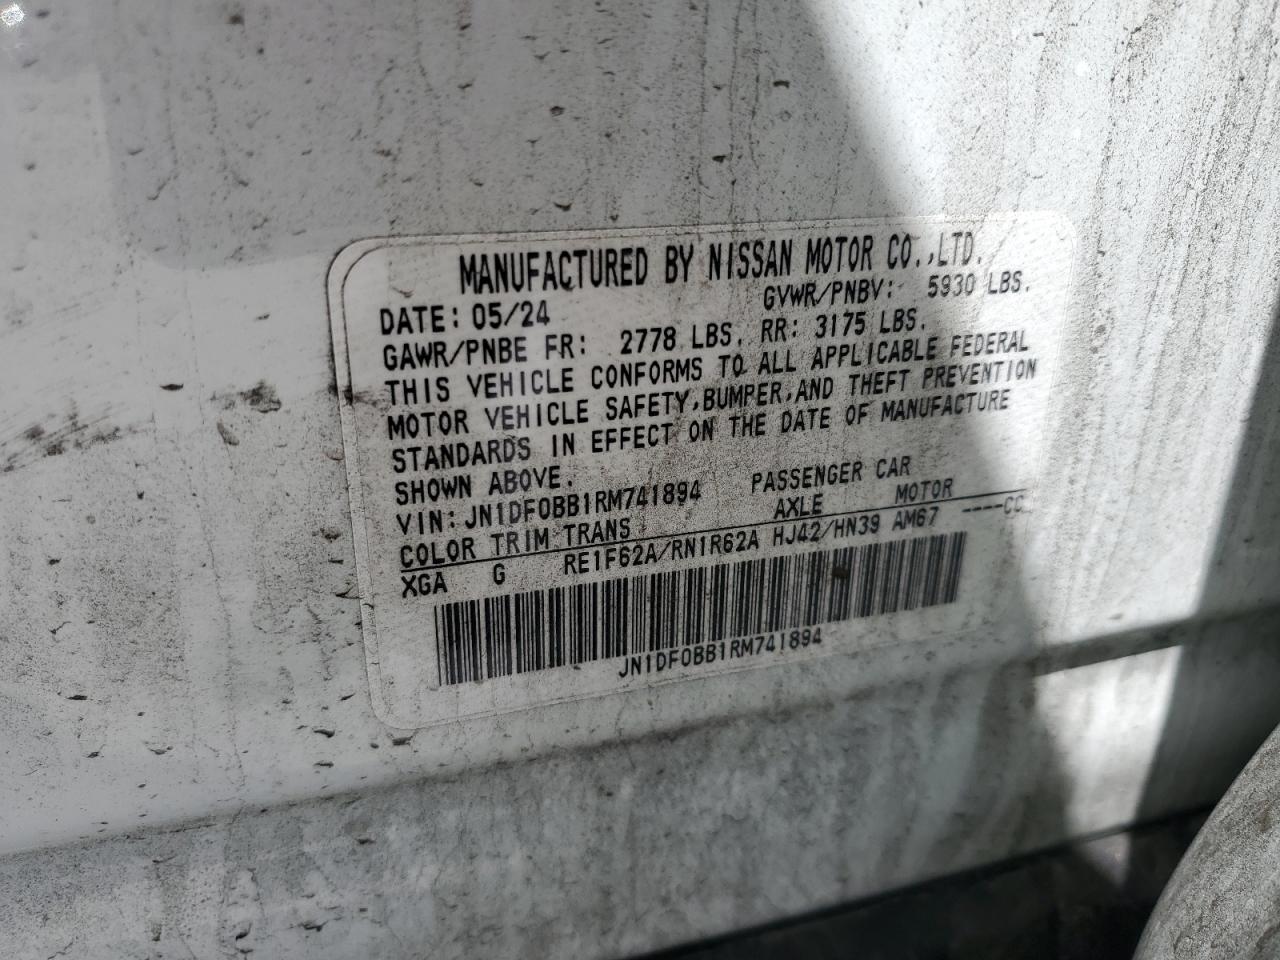 MANUFACTURED BY NISSAN MOTOR CO.,LTD.
DATE: 05/24 GVWR/PNBV: 5930 LBS.
GAWR/PNBE FR: 2778 LBS. RR: 3175 LBS.
THIS VEHICLE CONFORMS TO ALL APPLICABLE FEDERAL
MOTOR VEHICLE SAFETY,BUMPER,AND THEFT PREVENTION
STANDARDS IN EFFECT ON THE DATE OF MANUFACTURE
SHOWN ABOVE.
VIN:JN1DF0BB1RM741894 PASSENGER CAR
COLOR TRIM TRANS AXLE MOTOR
XGA G RE1F62A/RN1R62A HJ42/HN39 AM67 ----CC
JN1DF0BB1RM741894